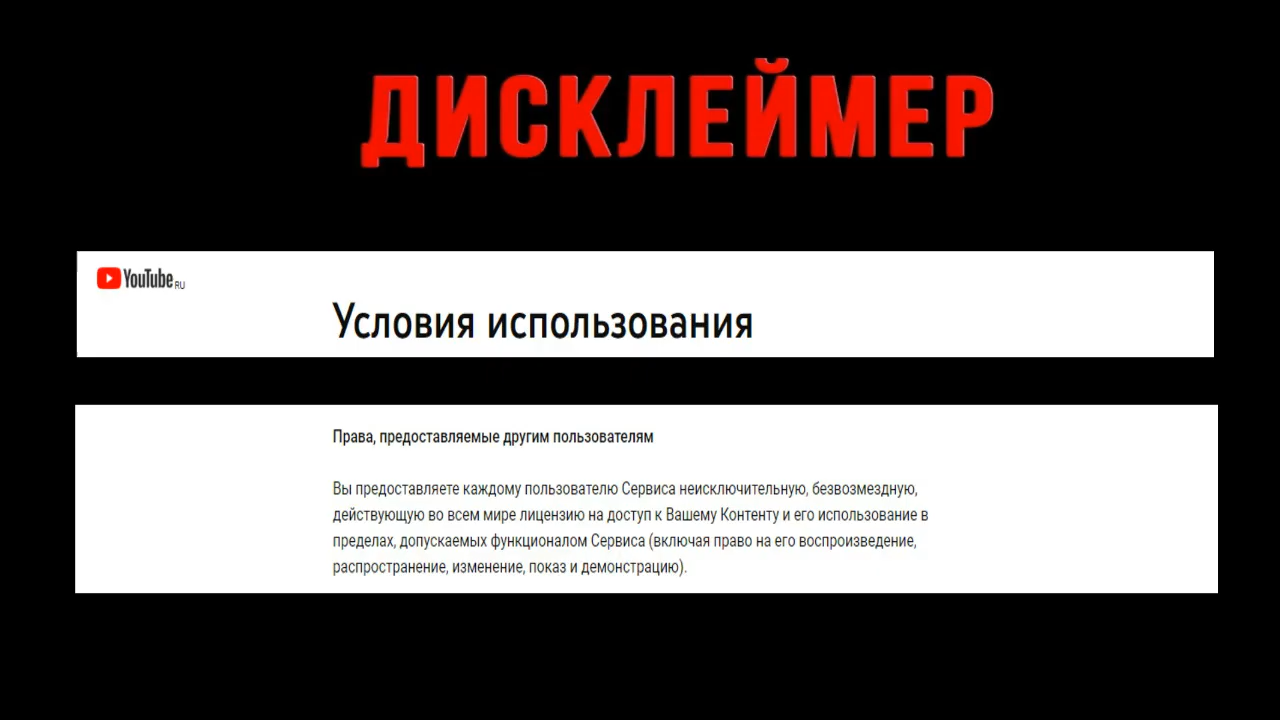 ДИСКЛЕЙМЕР
YouTube RU
Условия использования
Права, предоставляемые другим пользователям
Вы предоставляете каждому пользователю Сервиса неисключительную, безвозмездную,
действующую во всем мире лицензию на доступ к Вашему Контенту и его использование в
пределах, допускаемых функционалом Сервиса (включая право на его воспроизведение,
распространение, изменение, показ и демонстрацию).